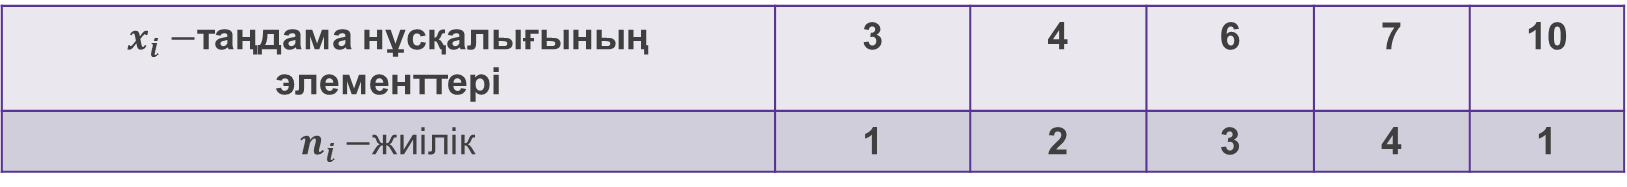 xᵢ –таңдама нұсқалығының 3 4 6 7 10
элементтері
nᵢ –жиілік 1 2 3 4 1